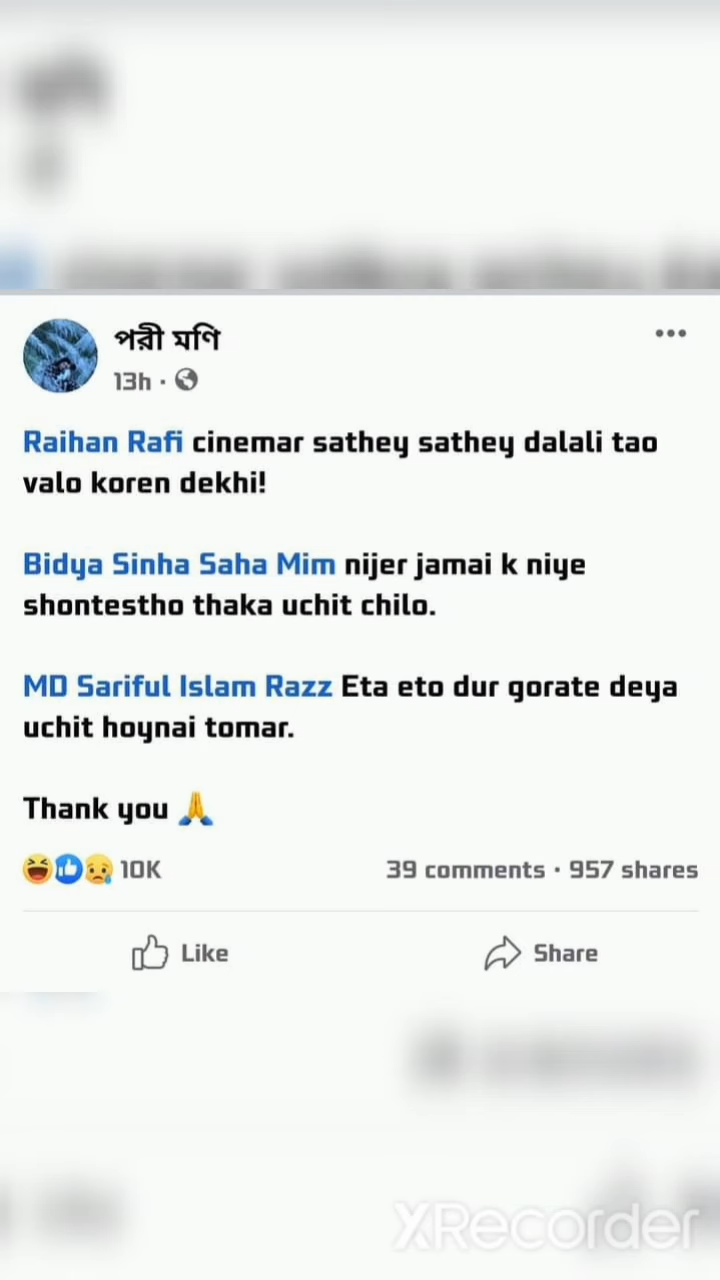 পরী মণি
13h ·
Raihan Rafi cinemar sathey sathey dalali tao
valo koren dekhi!
Bidya Sinha Saha Mim nijer jamai k niye
shontestho thaka uchit chilo.
MD Sariful Islam Razz Eta eto dur gorate deya
uchit hoynai tomar.
Thank you 🙏
10K 39 comments · 957 shares
Like Share
XRecorder